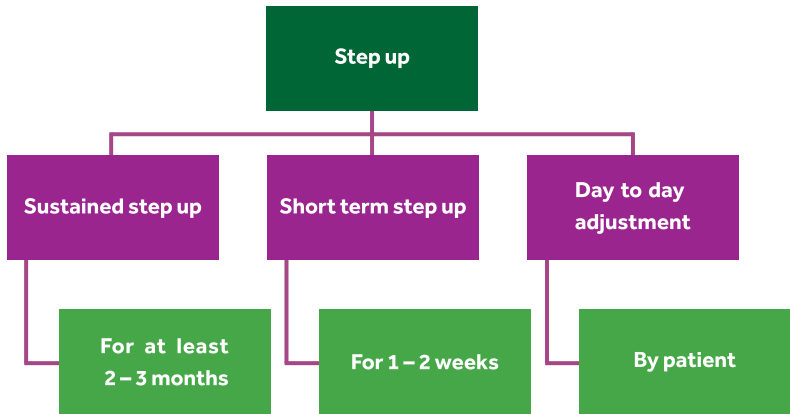 Step up
Sustained step up
Short term step up
Day to day
adjustment
For at least
2 – 3 months
For 1 – 2 weeks
By patient